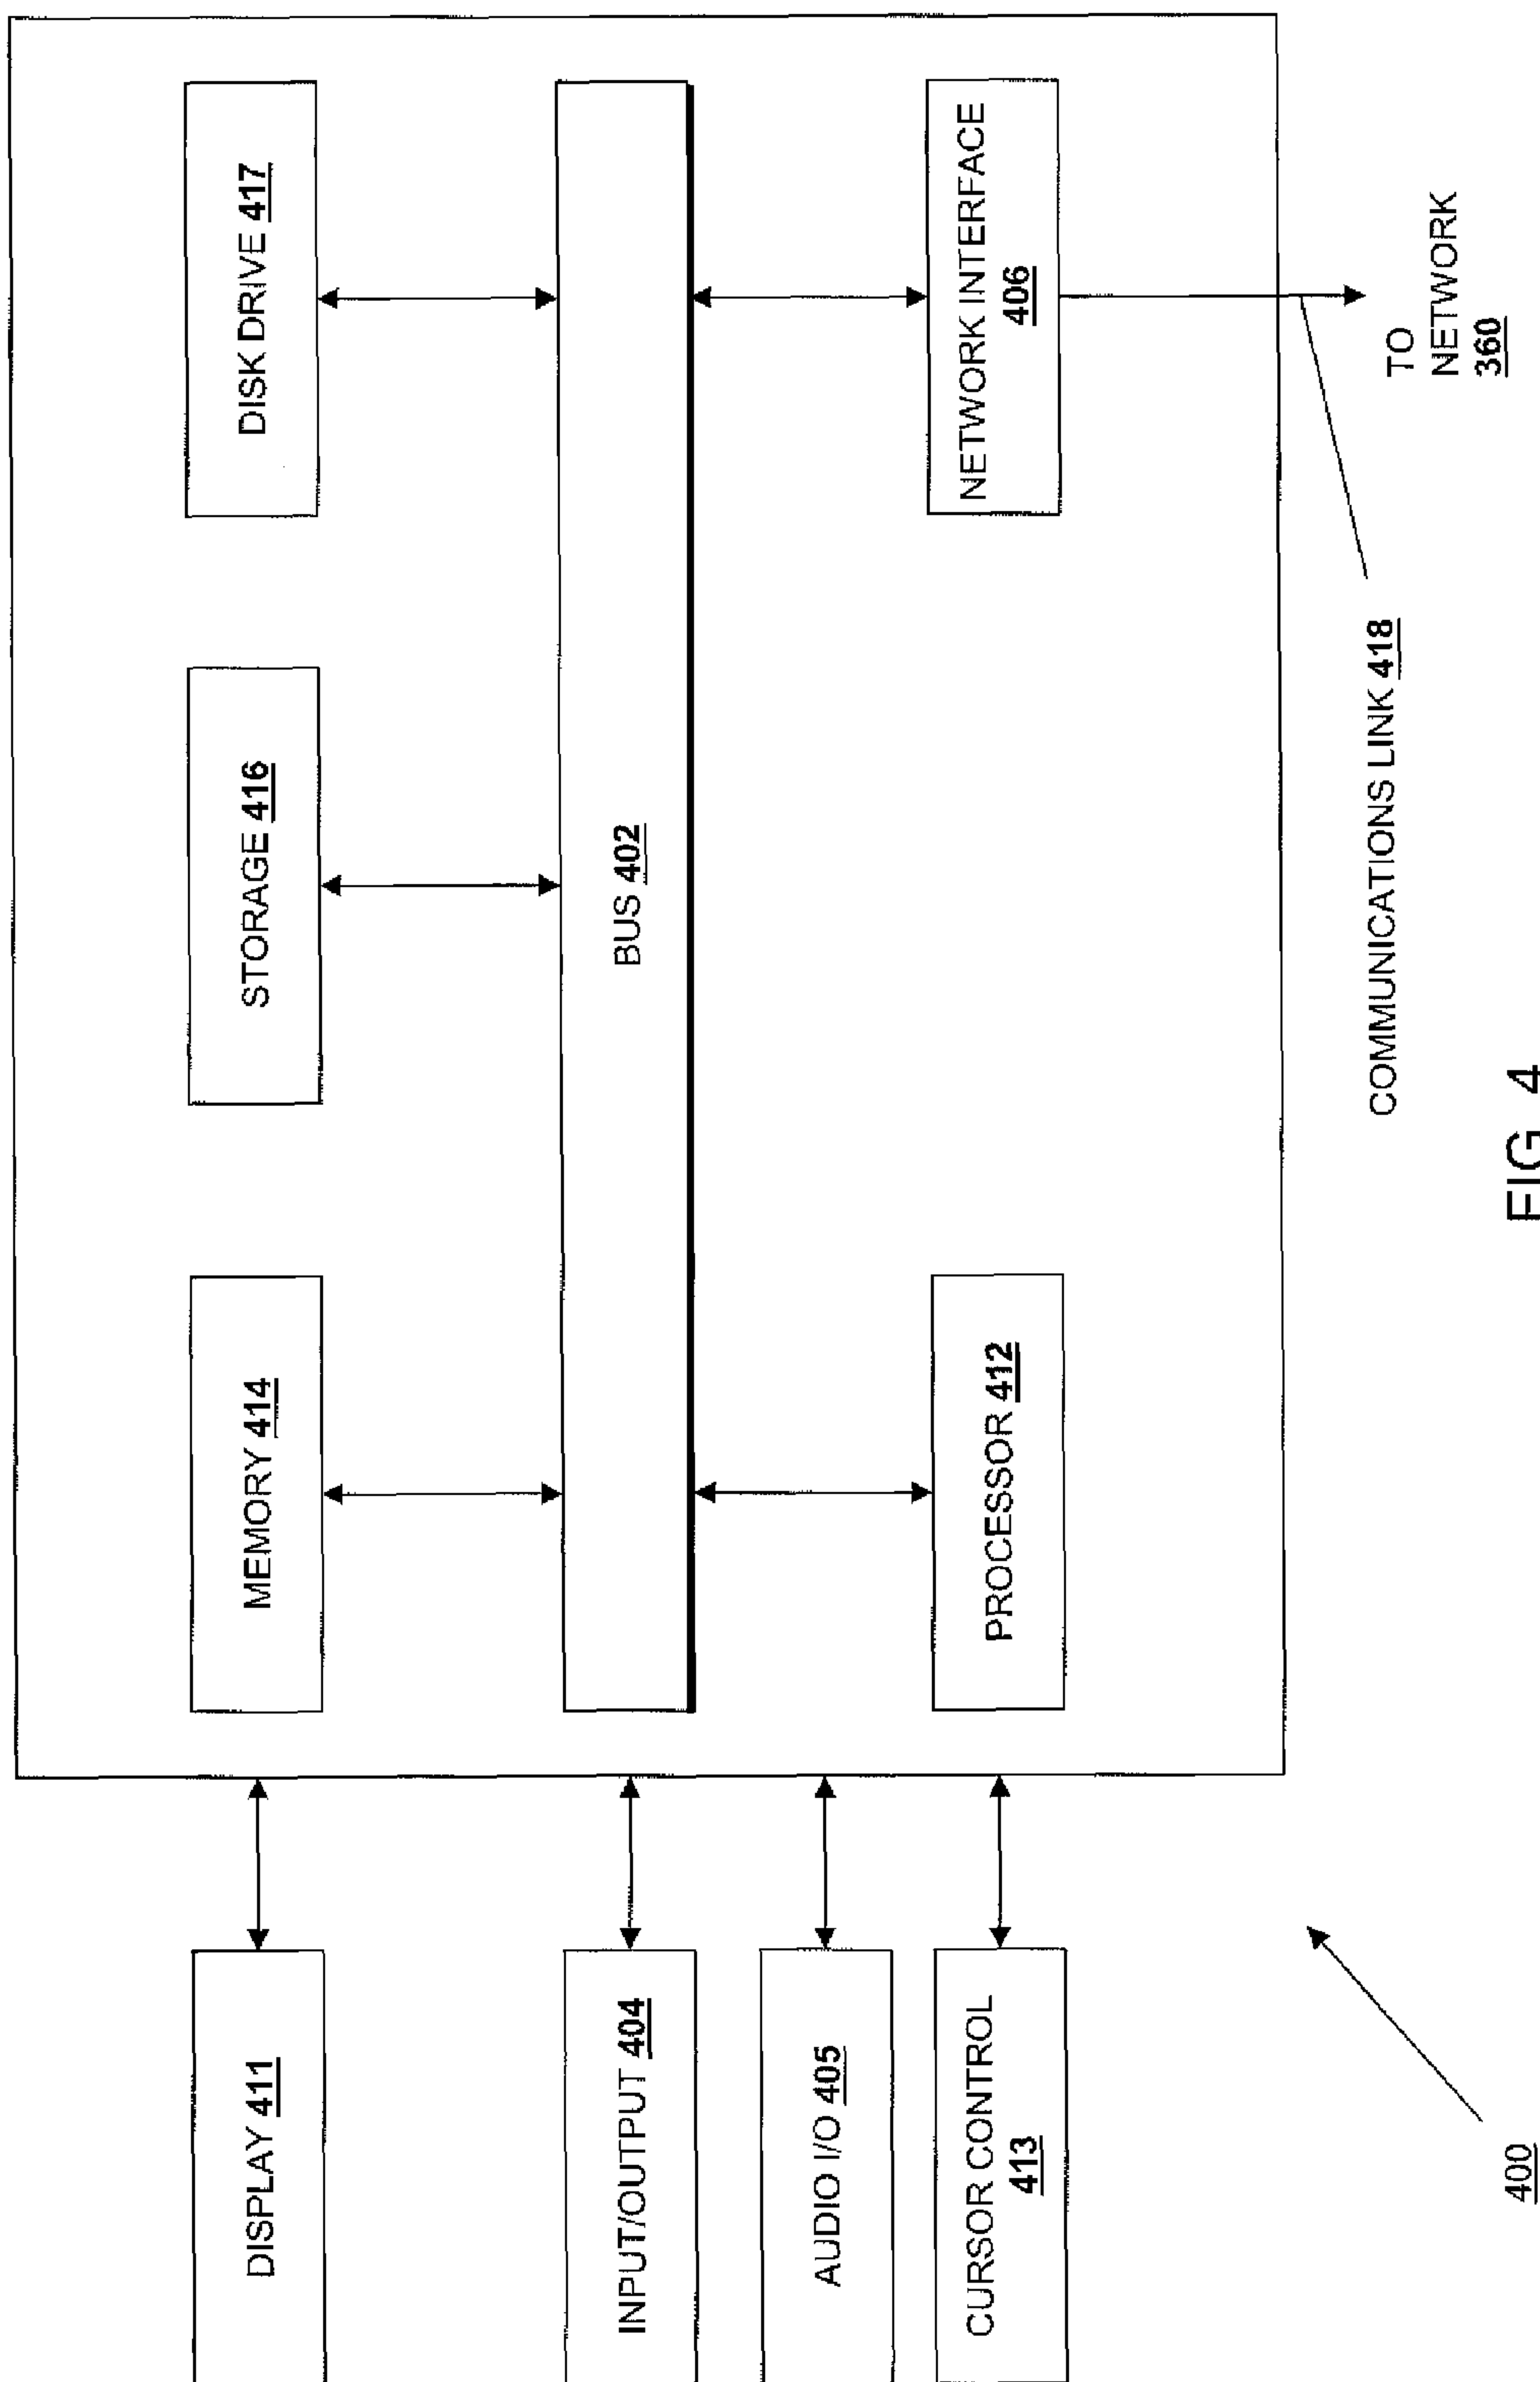 DISPLAY 411
MEMORY 414
STORAGE 416
DISK DRIVE 417
INPUT/OUTPUT 404
BUS 402
AUDIO I/O 405
CURSOR CONTROL
413
PROCESSOR 412
NETWORK INTERFACE
406
COMMUNICATIONS LINK 418
TO
NETWORK
360
400
FIG. 4